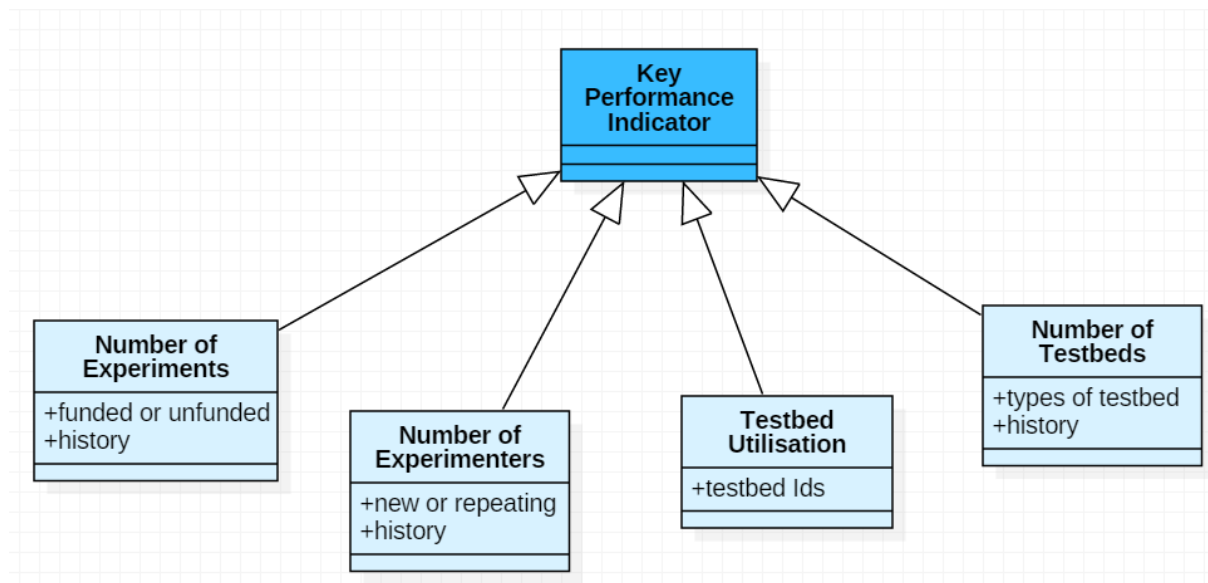 Key
Performance
Indicator
Number of
Experiments
+funded or unfunded
+history
Number of
Experimenters
+new or repeating
+history
Testbed
Utilisation
+testbed Ids
Number of
Testbeds
+types of testbed
+history